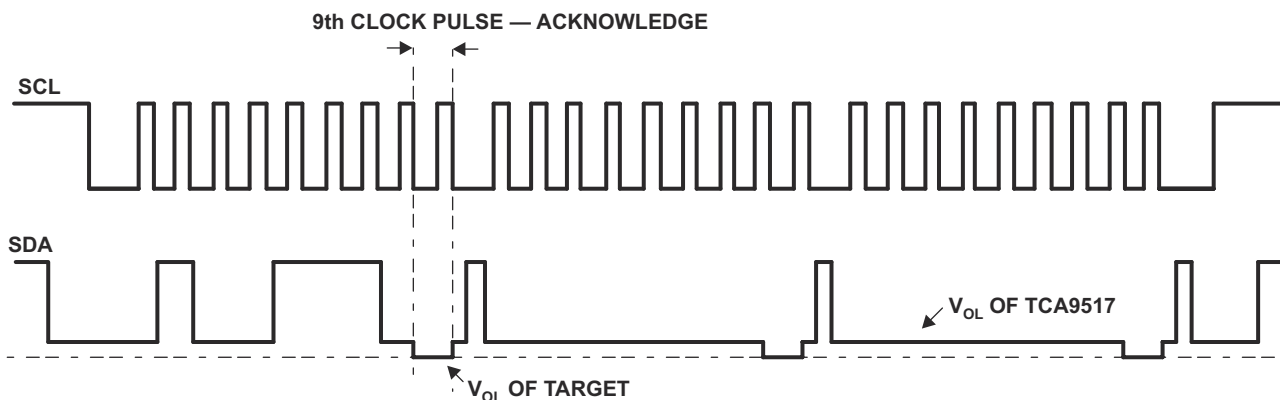 9th CLOCK PULSE — ACKNOWLEDGE
SCL
SDA
VOL OF TCA9517
VOL OF TARGET